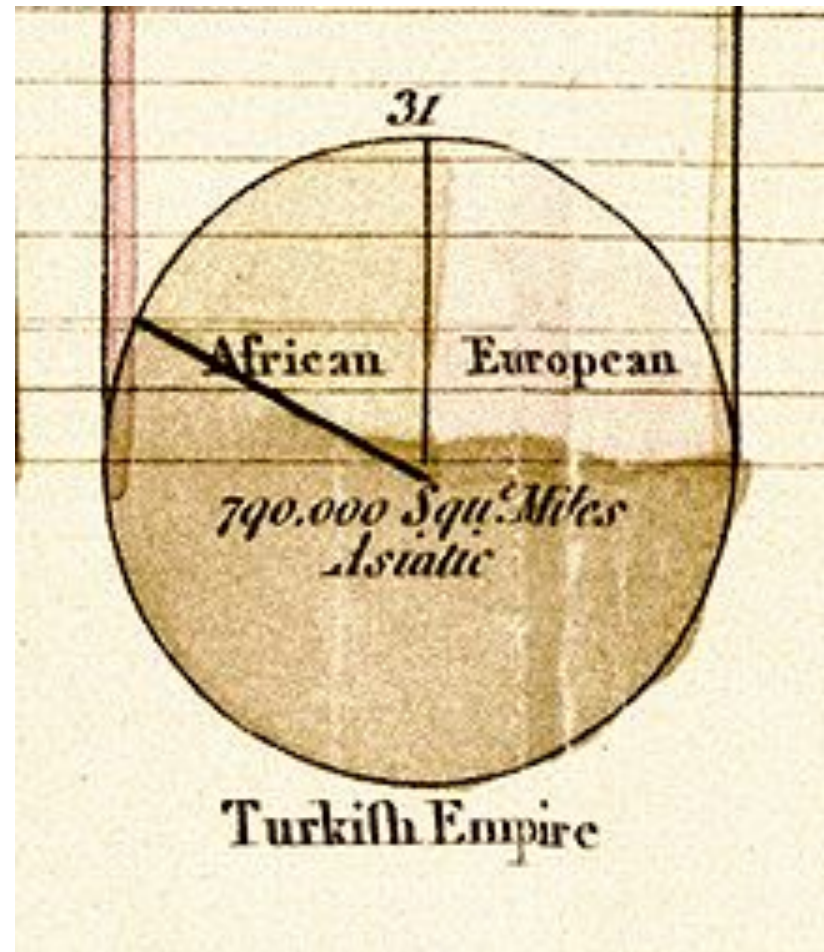 31
African European
790.000 Squ.^e Miles
Asiatic
Turkiſh Empire